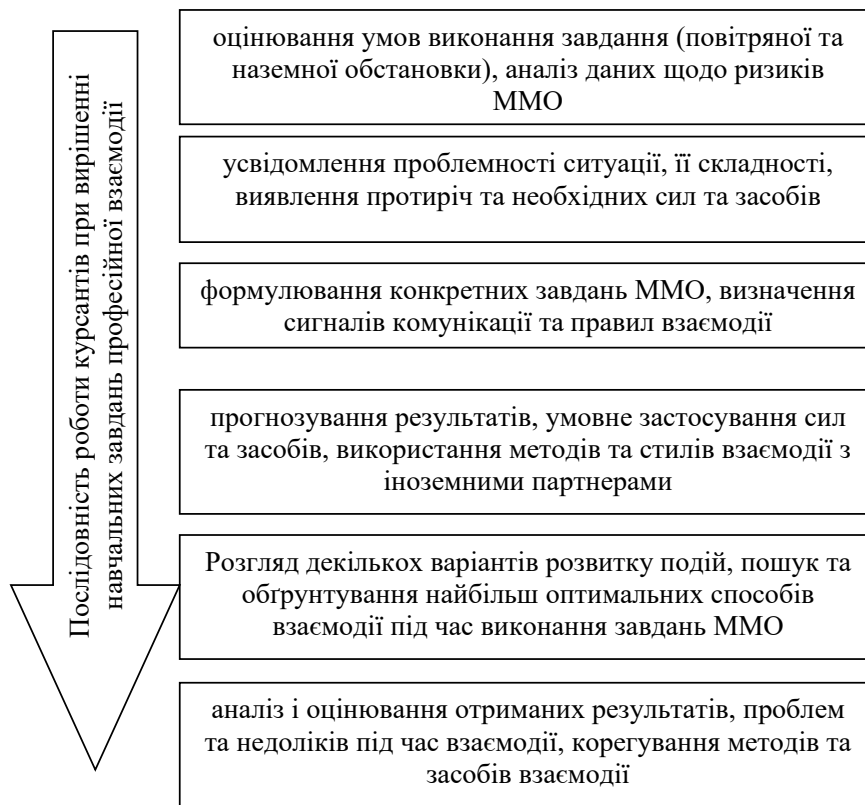 Послідовність роботи курсантів при вирішенні
навчальних завдань професійної взаємодії
оцінювання умов виконання завдання (повітряної та
наземної обстановки), аналіз даних щодо ризиків
ММО
усвідомлення проблемності ситуації, її складності,
виявлення протиріч та необхідних сил та засобів
формулювання конкретних завдань ММО, визначення
сигналів комунікації та правил взаємодії
прогнозування результатів, умовне застосування сил
та засобів, використання методів та стилів взаємодії з
іноземними партнерами
Розгляд декількох варіантів розвитку подій, пошук та
обґрунтування найбільш оптимальних способів
взаємодії під час виконання завдань ММО
аналіз і оцінювання отриманих результатів, проблем
та недоліків під час взаємодії, корегування методів та
засобів взаємодії